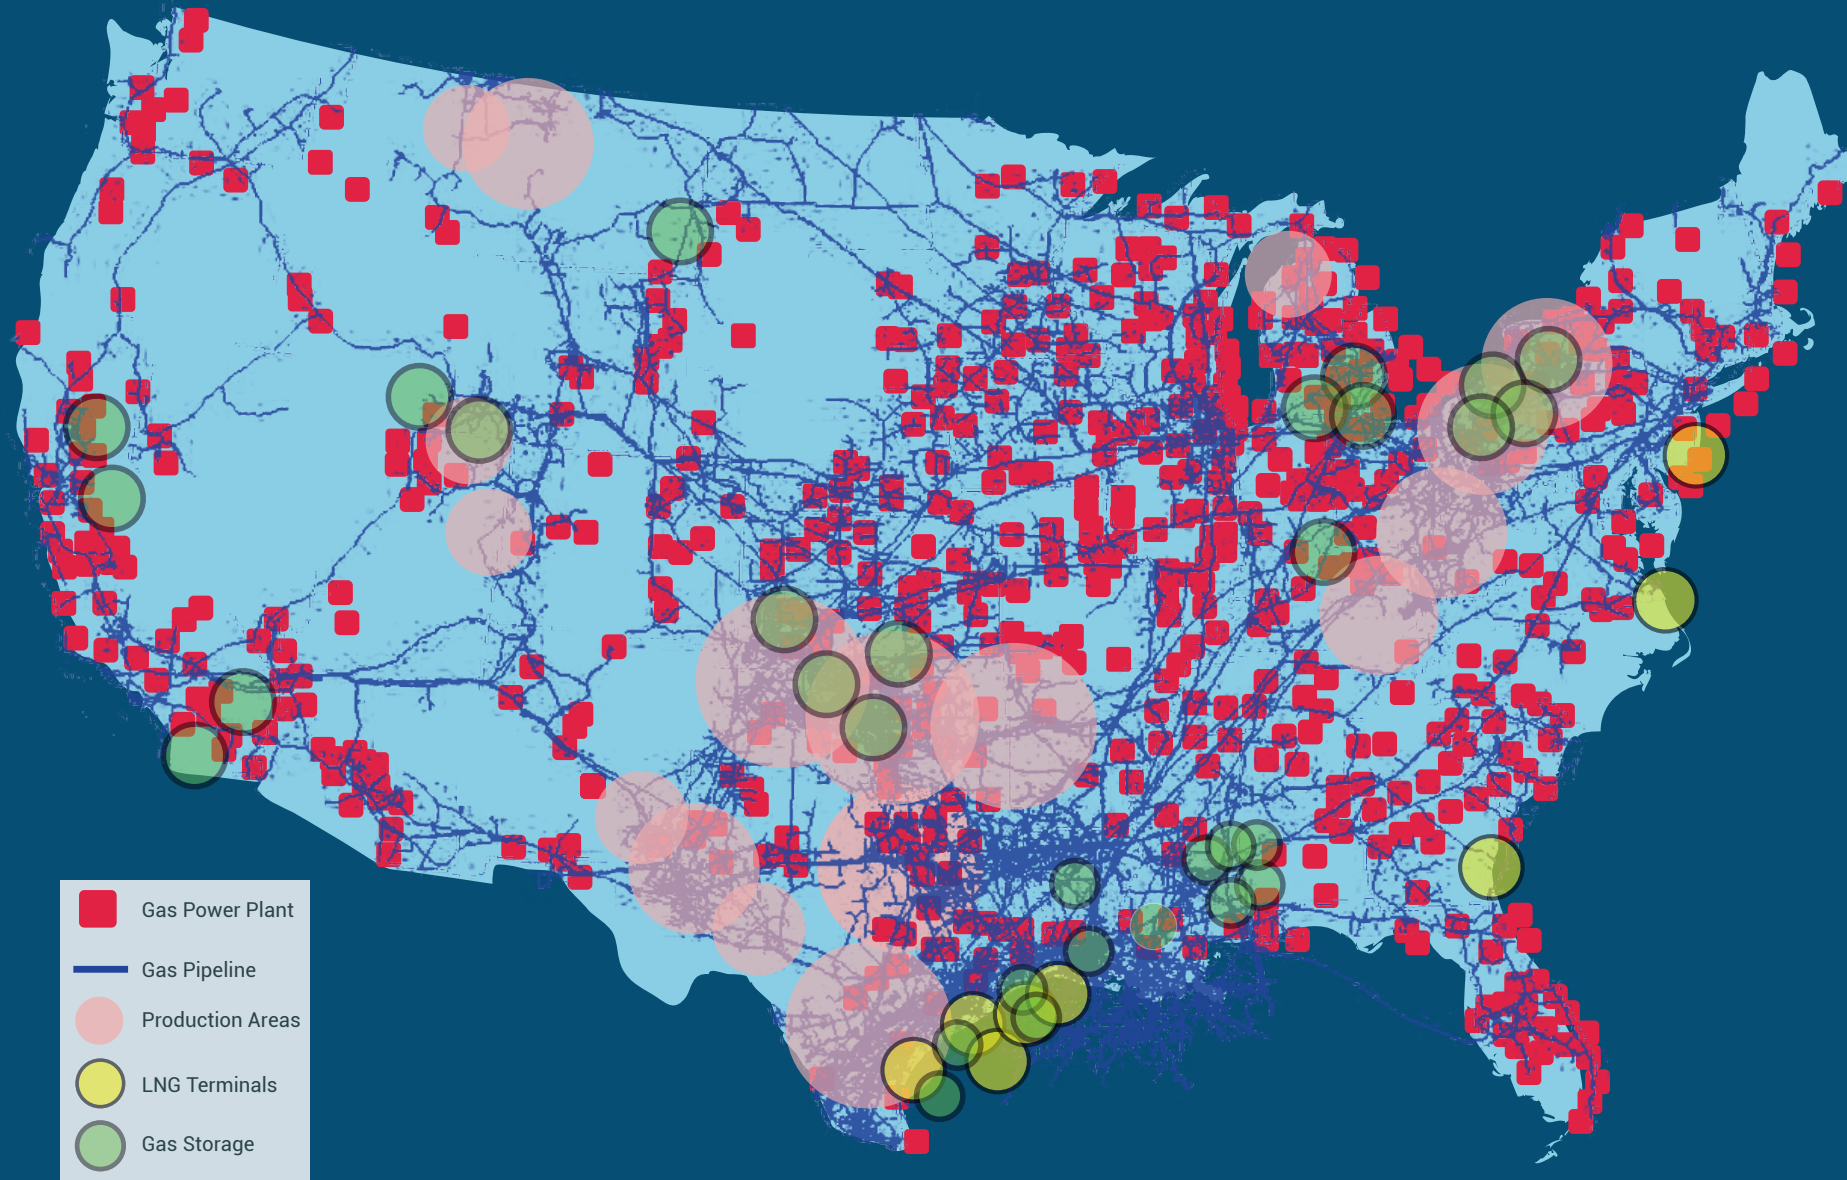 Gas Power Plant
Gas Pipeline
Production Areas
LNG Terminals
Gas Storage